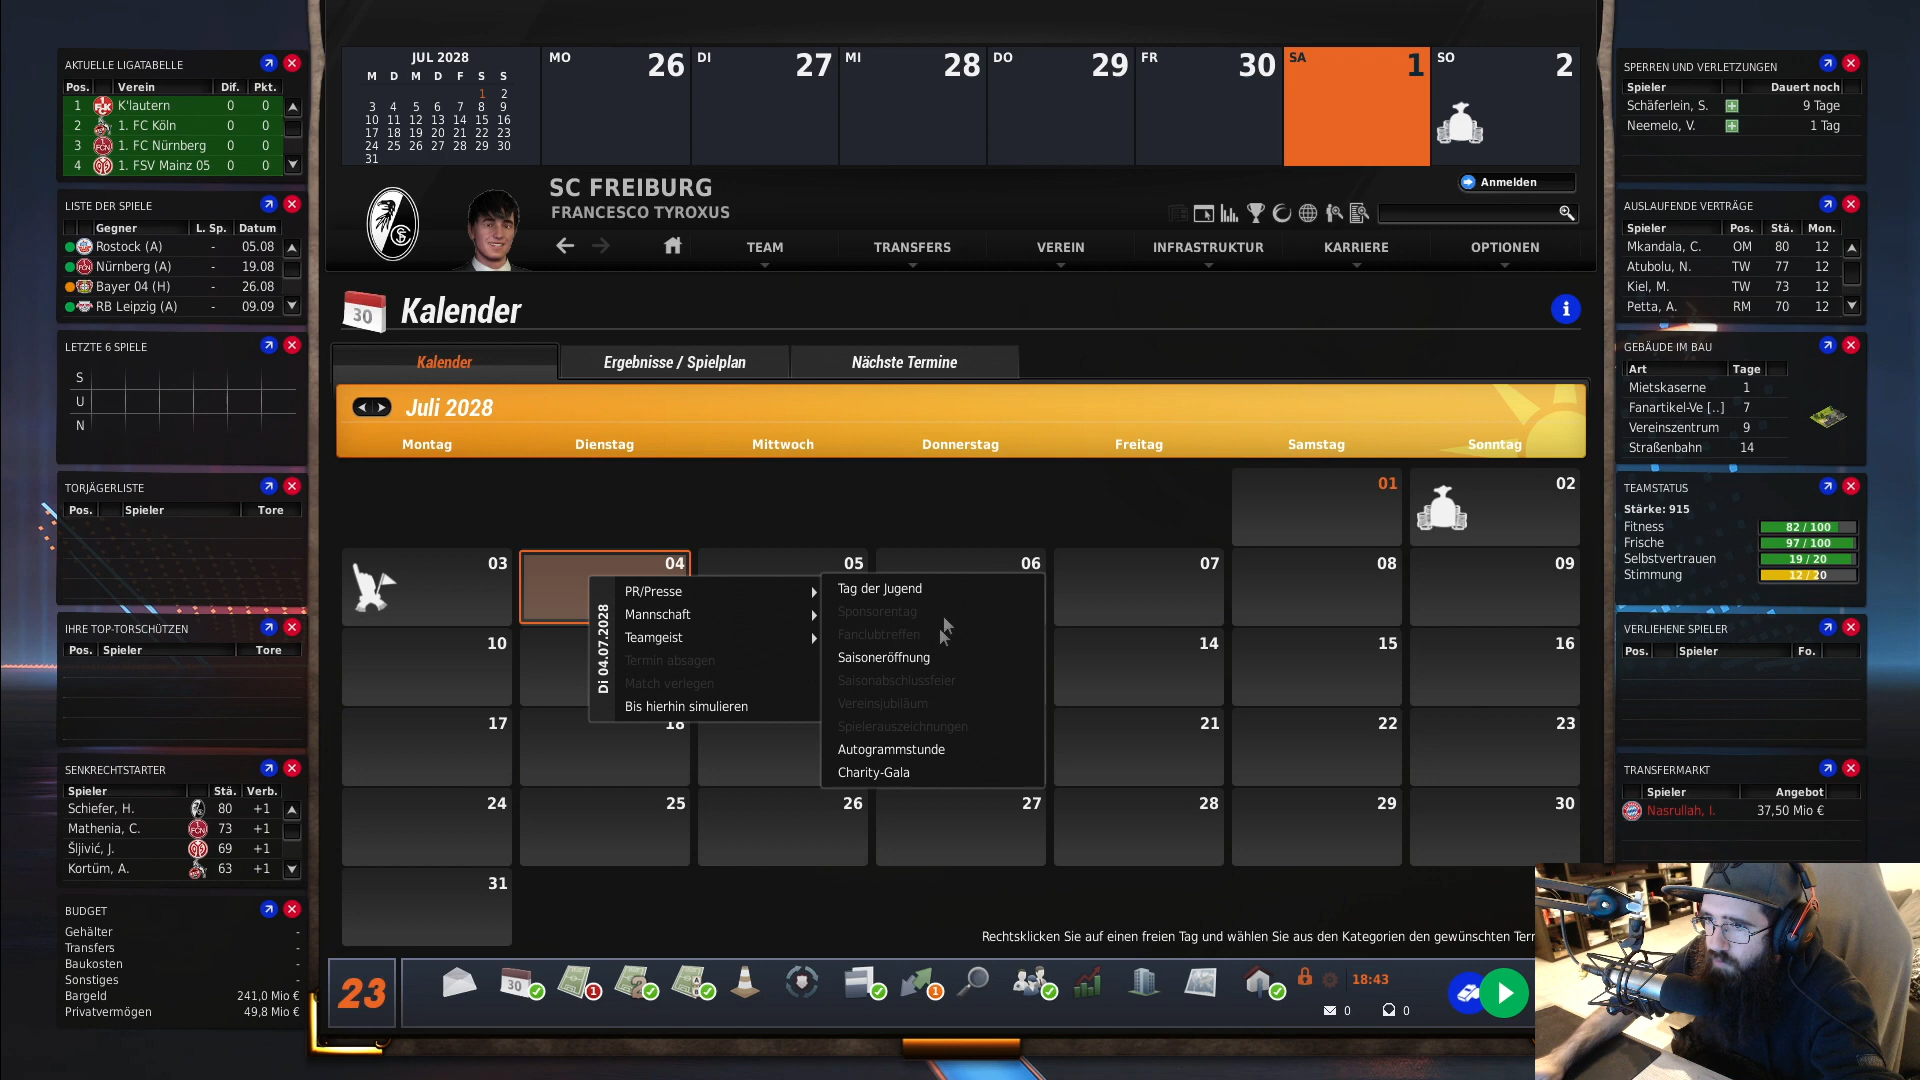 AKTUELLE LIGATABELLE
Pos. Verein Dif. Pkt.
1 K'lautern 0 0
2 1. FC Köln 0 0
3 1. FC Nürnberg 0 0
4 1. FSV Mainz 05 0 0
LISTE DER SPIELE
Gegner L. Sp. Datum
Rostock (A) - 05.08
Nürnberg (A) - 19.08
Bayer 04 (H) - 26.08
RB Leipzig (A) - 09.09
LETZTE 6 SPIELE
S
U
N
TORJÄGERLISTE
Pos. Spieler Tore
IHRE TOP-TORSCHÜTZEN
Pos. Spieler Tore
SENKRECHTSTARTER
Spieler Stä. Verb.
Schiefer, H. 80 +1
Mathenia, C. 73 +1
Šljivić, J. 69 +1
Kortüm, A. 63 +1
BUDGET
Gehälter -
Transfers -
Baukosten -
Sonstiges -
Bargeld 241,0 Mio €
Privatvermögen 49,8 Mio €
JUL 2028
M D M D F S S
1 2
3 4 5 6 7 8 9
10 11 12 13 14 15 16
17 18 19 20 21 22 23
24 25 26 27 28 29 30
31
MO 26 DI 27 MI 28 DO 29 FR 30 SA 1 SO 2
SC FREIBURG
FRANCESCO TYROXUS
Anmelden
TEAM TRANSFERS VEREIN INFRASTRUKTUR KARRIERE OPTIONEN
30 Kalender i
Kalender Ergebnisse / Spielplan Nächste Termine
Juli 2028
Montag Dienstag Mittwoch Donnerstag Freitag Samstag Sonntag
01 02
03 04 05 06 07 08 09
10 14 15 16
17 18 21 22 23
24 25 26 27 28 29 30
31
Di 04.07.2028
PR/Presse
Mannschaft
Teamgeist
Termin absagen
Match verlegen
Bis hierhin simulieren
Tag der Jugend
Sponsorentag
Fanclubtreffen
Saisoneröffnung
Saisonabschlussfeier
Vereinsjubiläum
Spielerauszeichnungen
Autogrammstunde
Charity-Gala
Rechtsklicken Sie auf einen freien Tag und wählen Sie aus den Kategorien den gewünschten
23
30
1
1
18:43
0 0
SPERREN UND VERLETZUNGEN
Spieler Dauert noch
Schäferlein, S. 9 Tage
Neemelo, V. 1 Tag
AUSLAUFENDE VERTRÄGE
Spieler Pos. Stä. Mon.
Mkandala, C. OM 80 12
Atubolu, N. TW 77 12
Kiel, M. TW 73 12
Petta, A. RM 70 12
GEBÄUDE IM BAU
Art Tage
Mietskaserne 1
Fanartikel-Ve [..] 7
Vereinszentrum 9
Straßenbahn 14
TEAMSTATUS
Stärke: 915
Fitness 82 / 100
Frische 97 / 100
Selbstvertrauen 19 / 20
Stimmung 12 / 20
VERLIEHENE SPIELER
Pos. Spieler Fo.
TRANSFERMARKT
Spieler Angebot
Nasrullah, I. 37,50 Mio €